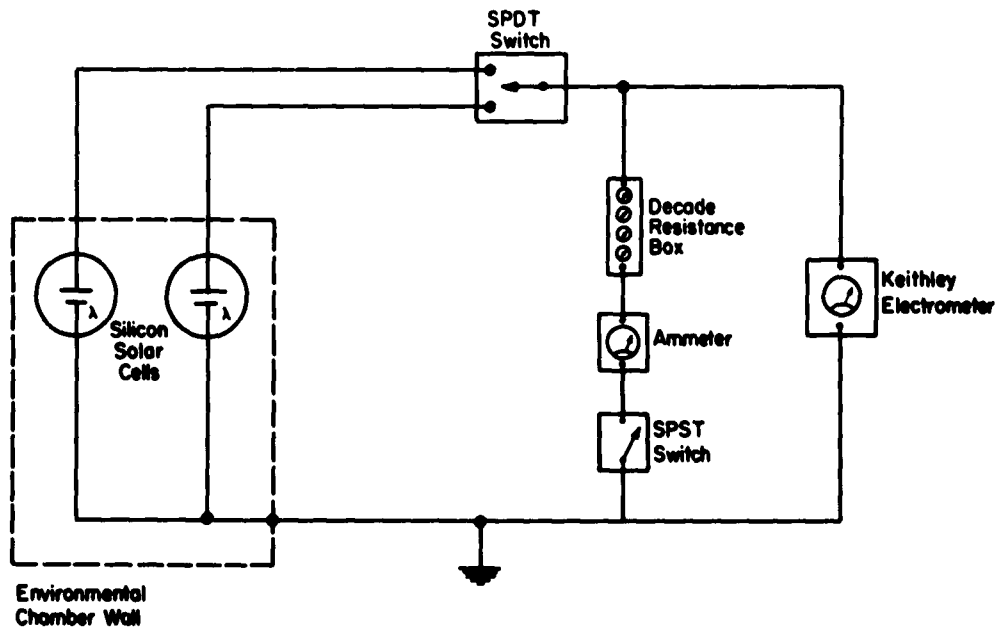 SPDT
Switch
Decade
Resistance
Box
Keithley
Electrometer
λ
λ
Silicon
Solar
Cells
Ammeter
SPST
Switch
Environmental
Chamber Wall